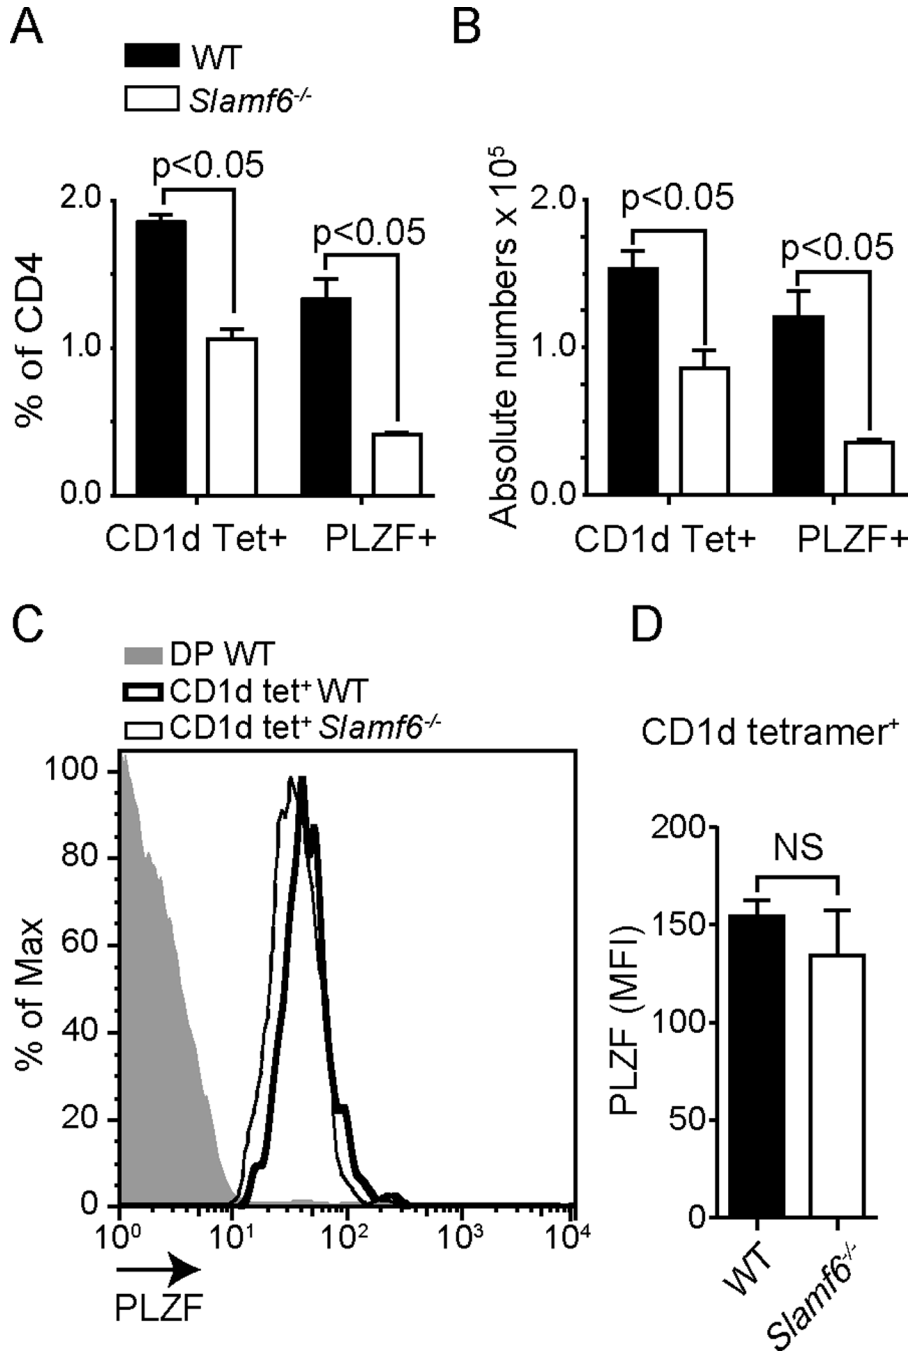 A
WT
Slamf6-/-
p<0.05
p<0.05
2.0
1.0
0.0
% of CD4
CD1d Tet+
PLZF+
B
p<0.05
p<0.05
2.0
1.0
0.0
Absolute numbers x 10⁵
CD1d Tet+
PLZF+
C
DP WT
CD1d tet⁺ WT
CD1d tet⁺ Slamf6-/-
100
80
60
40
20
0
% of Max
10⁰ 10¹ 10² 10³ 10⁴
PLZF
D
CD1d tetramer⁺
NS
200
150
100
50
0
PLZF (MFI)
WT
Slamf6-/-